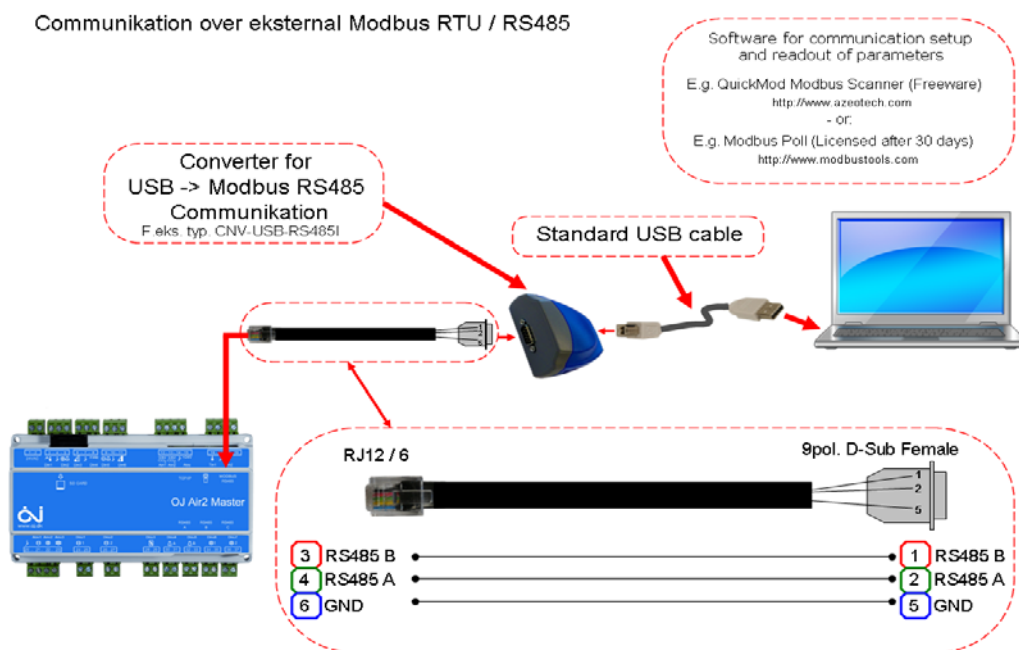 Communikation over eksternal Modbus RTU / RS485
Software for communication setup
and readout of parameters
E.g. QuickMod Modbus Scanner (Freeware)
http://www.azeotech.com
- or:
E.g. Modbus Poll (Licensed after 30 days)
http://www.modbustools.com
Converter for
USB -> Modbus RS485
Communikation
F.eks. typ. CNV-USB-RS485I
Standard USB cable
OJ Air2 Master
OJ
RJ12 / 6
9pol. D-Sub Female
1
2
5
3 RS485 B
1 RS485 B
4 RS485 A
2 RS485 A
6 GND
5 GND